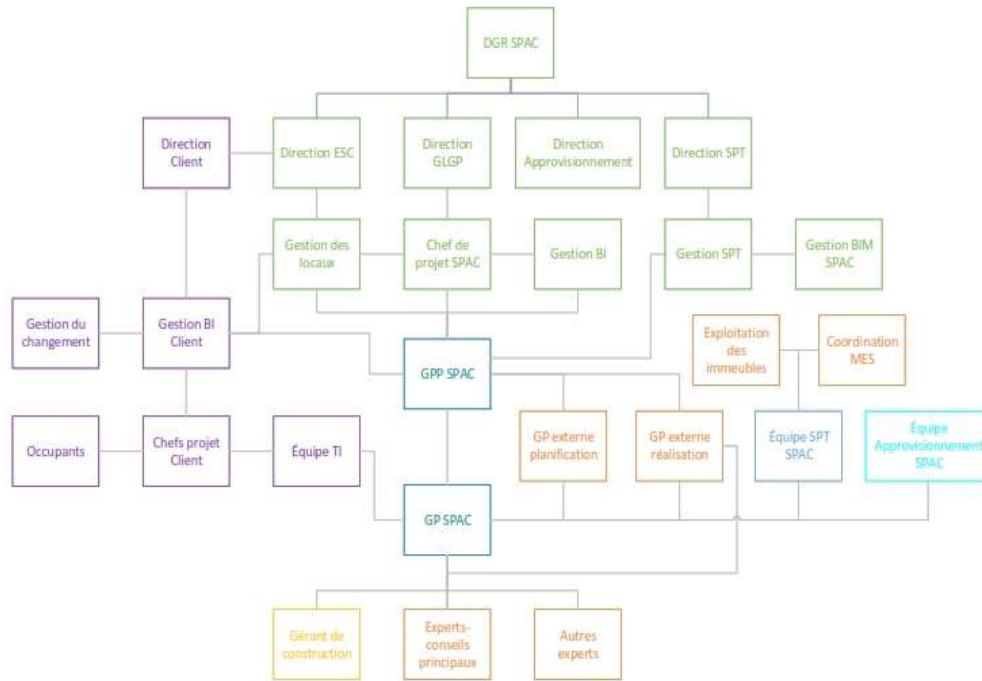 DGR SPAC
Direction
Client
Direction ESC
Direction
GLGP
Direction
Approvisionnement
Direction SPT
Gestion des
locaux
Chef de
projet SPAC
Gestion BI
Gestion SPT
Gestion BIM
SPAC
Gestion du
changement
Gestion BI
Client
GPP SPAC
Exploitation
des
immeubles
Coordination
MES
Occupants
Chefs projet
Client
Équipe TI
GP externe
planification
GP externe
réalisation
Équipe SPT
SPAC
Équipe
Approvisionnement
SPAC
GP SPAC
Gérant de
construction
Experts-
conseils
principaux
Autres
experts